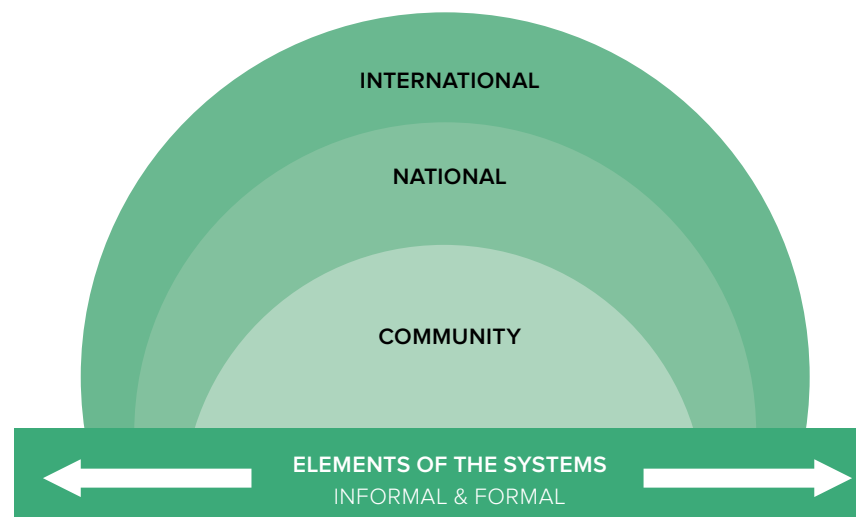 INTERNATIONAL
NATIONAL
COMMUNITY
ELEMENTS OF THE SYSTEMS
INFORMAL & FORMAL